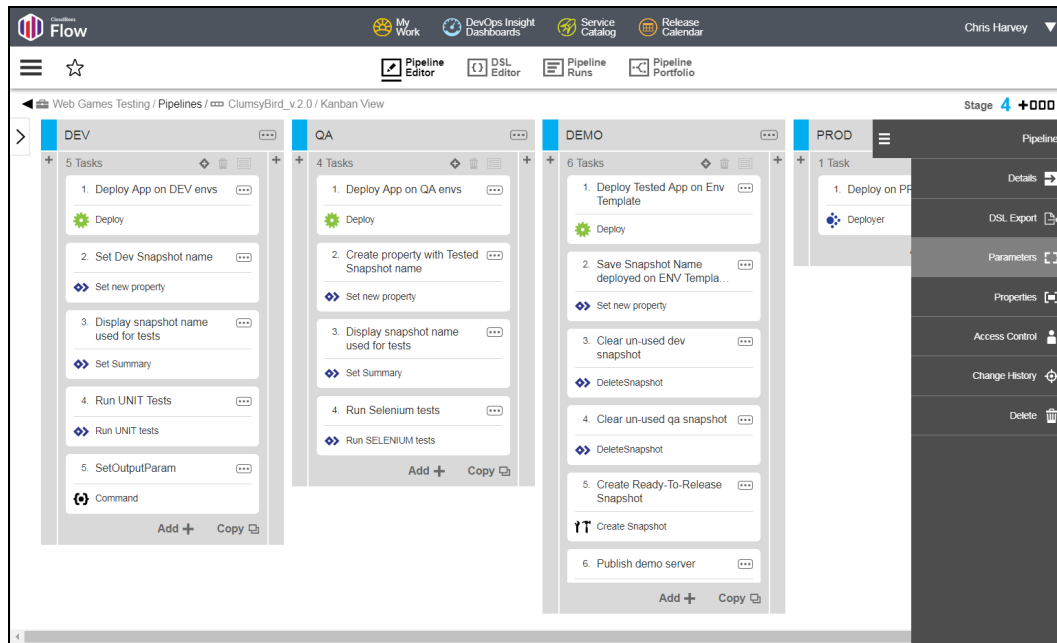 CloudBees
Flow
My
Work
DevOps Insight
Dashboards
Service
Catalog
Release
Calendar
Chris Harvey
Pipeline
Editor
DSL
Editor
Pipeline
Runs
Pipeline
Portfolio
Web Games Testing / Pipelines / ClumsyBird_v.2.0 / Kanban View
Stage 4
DEV
5 Tasks
1. Deploy App on DEV envs
Deploy
2. Set Dev Snapshot name
Set new property
3. Display snapshot name
used for tests
Set Summary
4. Run UNIT Tests
Run UNIT tests
5. SetOutputParam
Command
Add
Copy
QA
4 Tasks
1. Deploy App on QA envs
Deploy
2. Create property with Tested
Snapshot name
Set new property
3. Display snapshot name
used for tests
Set Summary
4. Run Selenium tests
Run SELENIUM tests
Add
Copy
DEMO
6 Tasks
1. Deploy Tested App on Env
Template
Deploy
2. Save Snapshot Name
deployed on ENV Templa...
Set new property
3. Clear un-used dev
snapshot
DeleteSnapshot
4. Clear un-used qa snapshot
DeleteSnapshot
5. Create Ready-To-Release
Snapshot
Create Snapshot
6. Publish demo server
Add
Copy
PROD
1 Task
1. Deploy on PR
Deployer
Pipeline
Details
DSL Export
Parameters
Properties
Access Control
Change History
Delete